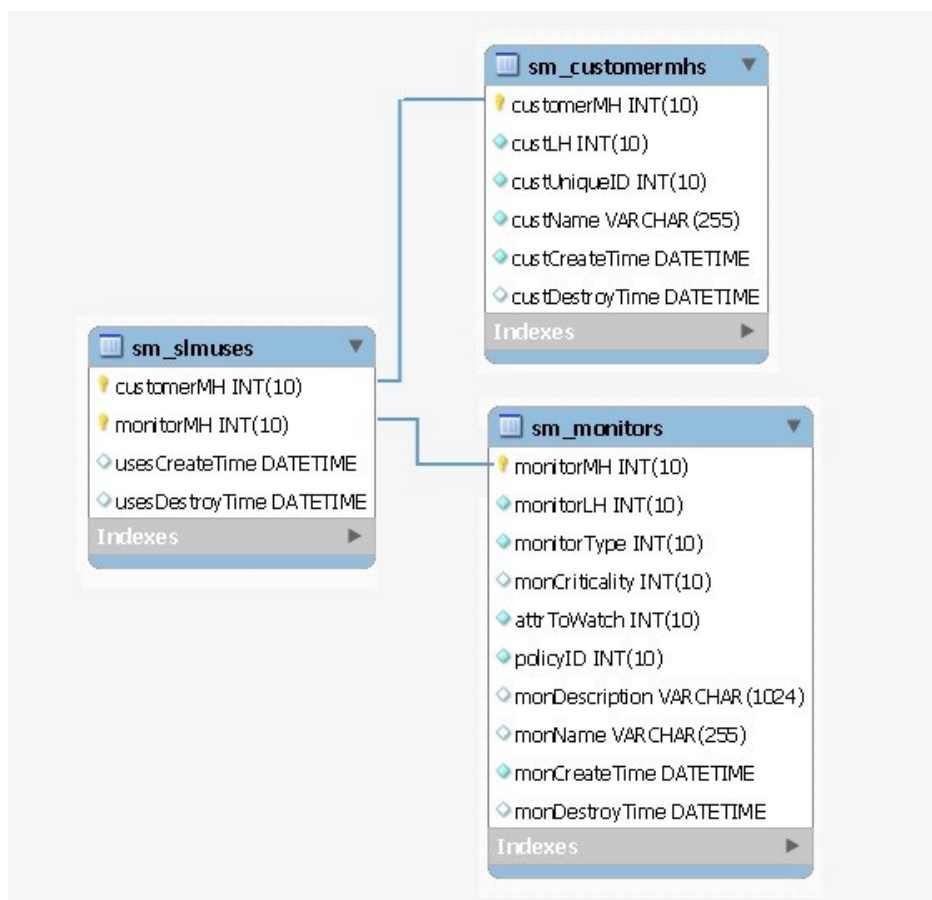 sm_customermhs
customerMH INT(10)
custLH INT(10)
custUniqueID INT(10)
custName VARCHAR(255)
custCreateTime DATETIME
custDestroyTime DATETIME
Indexes
sm_slmuses
customerMH INT(10)
monitorMH INT(10)
usesCreateTime DATETIME
usesDestroyTime DATETIME
Indexes
sm_monitors
monitorMH INT(10)
monitorLH INT(10)
monitorType INT(10)
monCriticality INT(10)
attrToWatch INT(10)
policyID INT(10)
monDescription VARCHAR(1024)
monName VARCHAR(255)
monCreateTime DATETIME
monDestroyTime DATETIME
Indexes